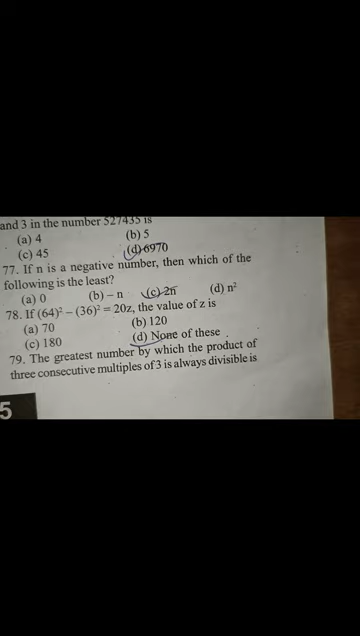 and 3 in the number 527435 is
(a) 4 (b) 5
(c) 45 (d) 6970
77. If n is a negative number, then which of the
following is the least?
(a) 0 (b) – n (c) 2n (d) n²
78. If (64)² – (36)² = 20z, the value of z is
(a) 70 (b) 120
(c) 180 (d) None of these
79. The greatest number by which the product of
three consecutive multiples of 3 is always divisible is
5